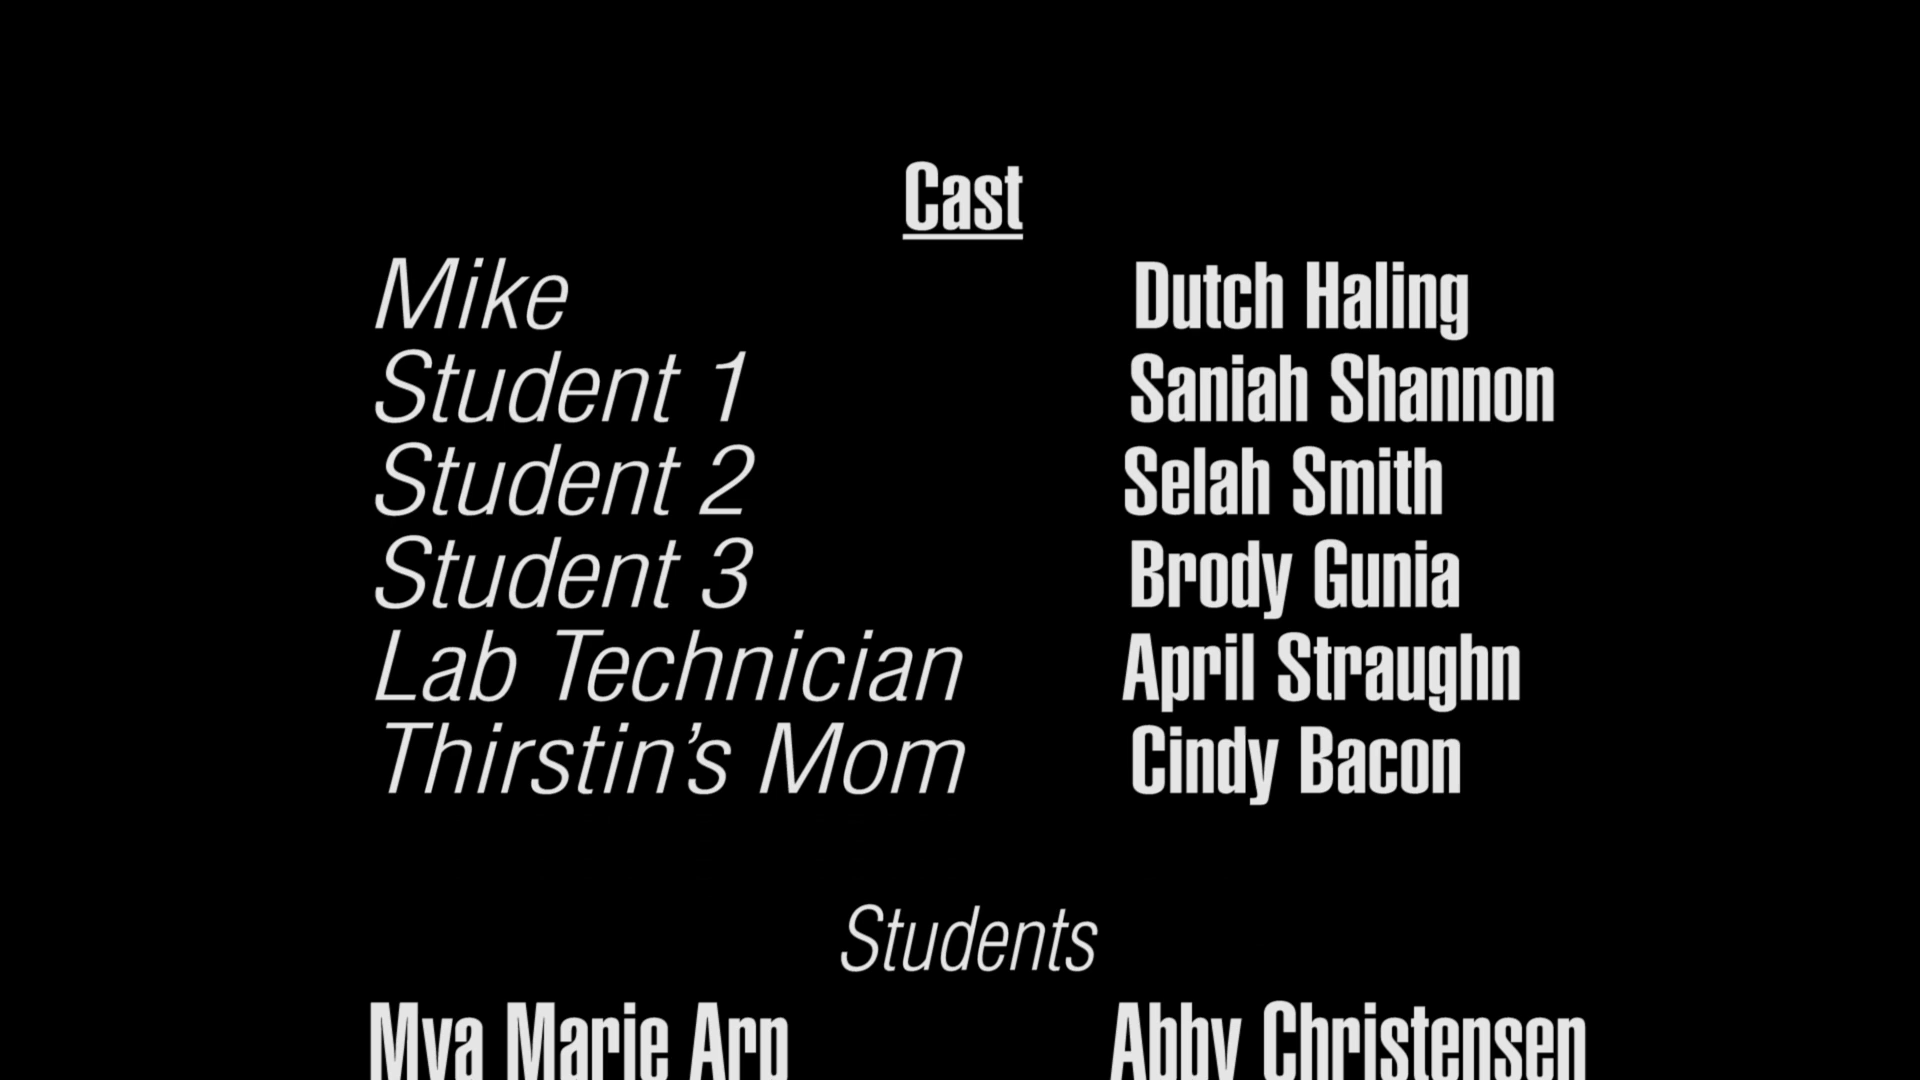 Cast
Mike Dutch Haling
Student 1 Saniah Shannon
Student 2 Selah Smith
Student 3 Brody Gunia
Lab Technician April Straughn
Thirstin’s Mom Cindy Bacon
Students
Mya Marie Arp Abby Christensen